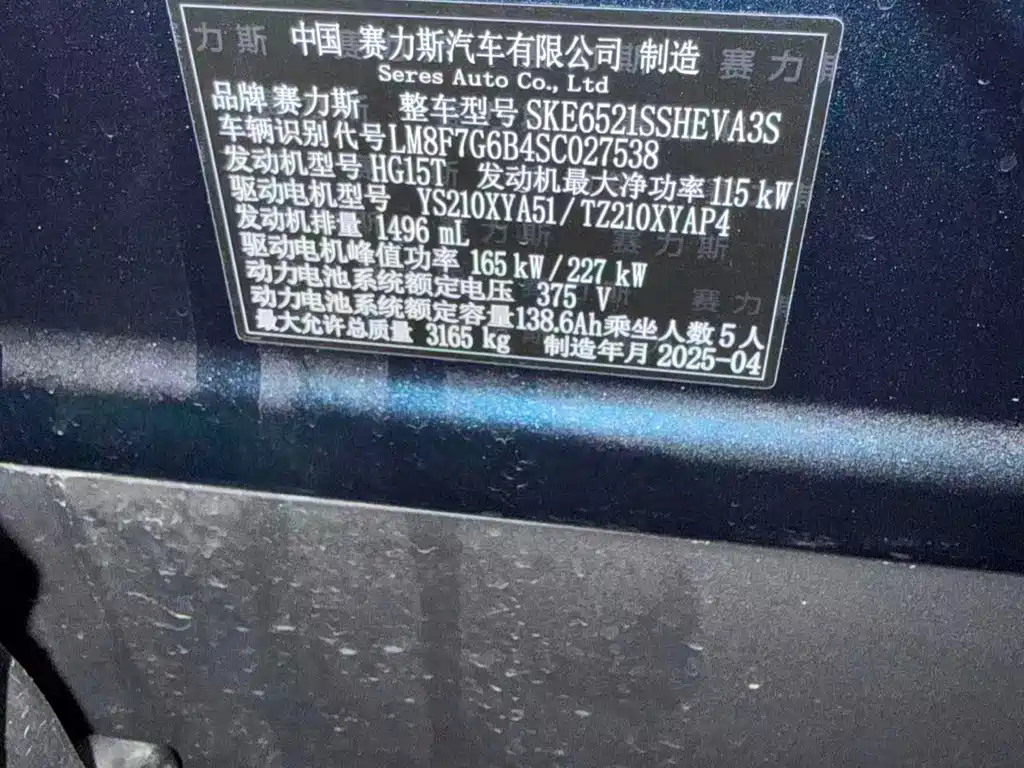 中国 赛力斯汽车有限公司 制造
Seres Auto Co., Ltd
品牌 赛力斯 整车型号 SKE6521SSHEVA3S
车辆识别代号 LM8F7G6B4SC027538
发动机型号 HG15T 发动机最大净功率 115 kW
驱动电机型号 YS210XYA51/TZ210XYAP4
发动机排量 1496 mL
驱动电机峰值功率 165 kW/227 kW
动力电池系统额定电压 375 V
动力电池系统额定容量 138.6Ah 乘坐人数 5人
最大允许总质量 3165 kg 制造年月 2025-04